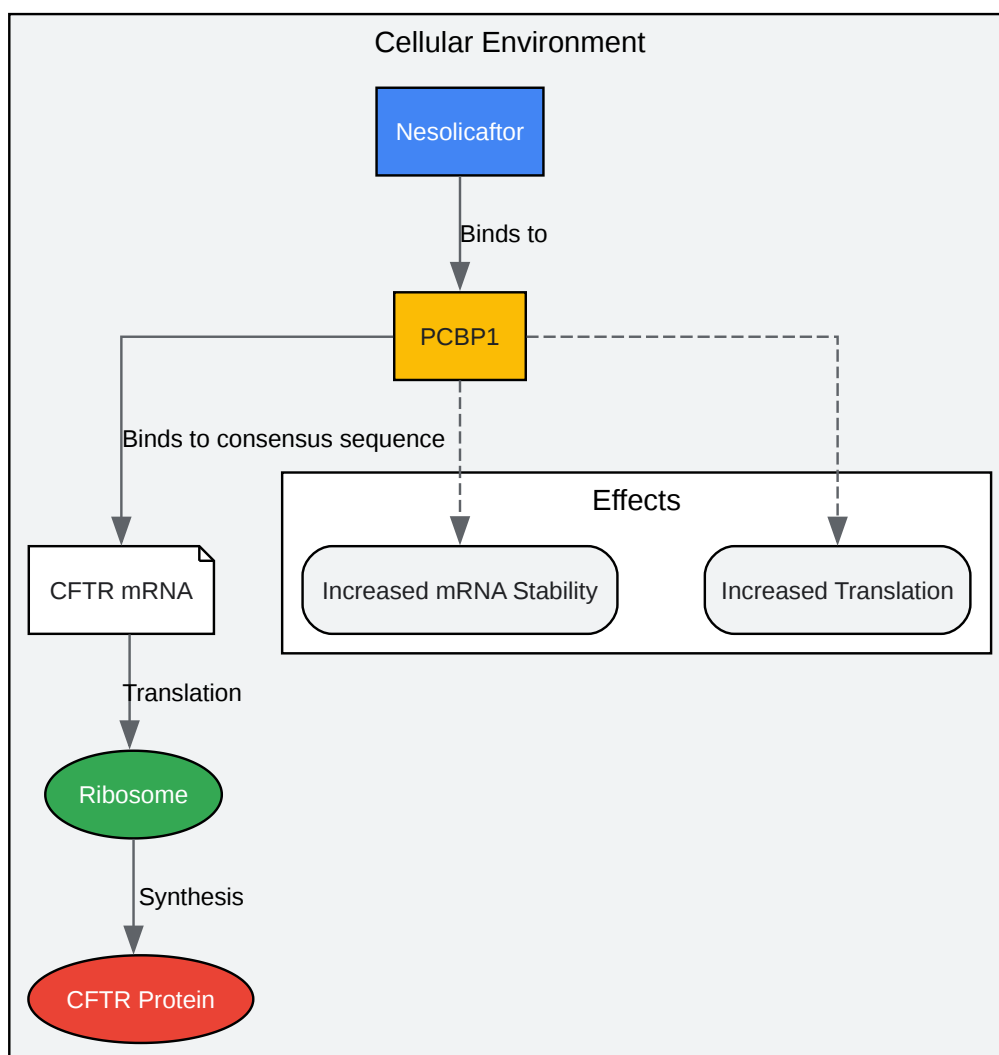 Cellular Environment
Nesolicaftor
Binds to
PCBP1
Binds to consensus sequence
Effects
CFTR mRNA
Increased mRNA Stability
Increased Translation
Translation
Ribosome
Synthesis
CFTR Protein